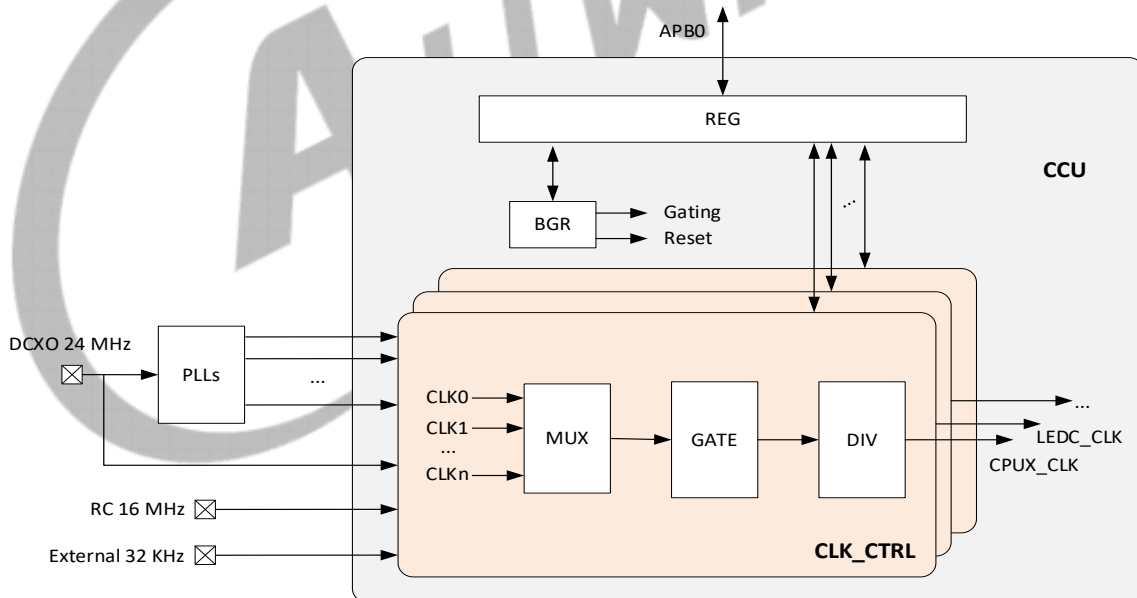 APB0
REG
CCU
BGR
Gating
Reset
...
DCXO 24 MHz
PLLs
...
CLK0
CLK1
...
CLKn
MUX
GATE
DIV
...
LEDC_CLK
CPUX_CLK
RC 16 MHz
External 32 KHz
CLK_CTRL